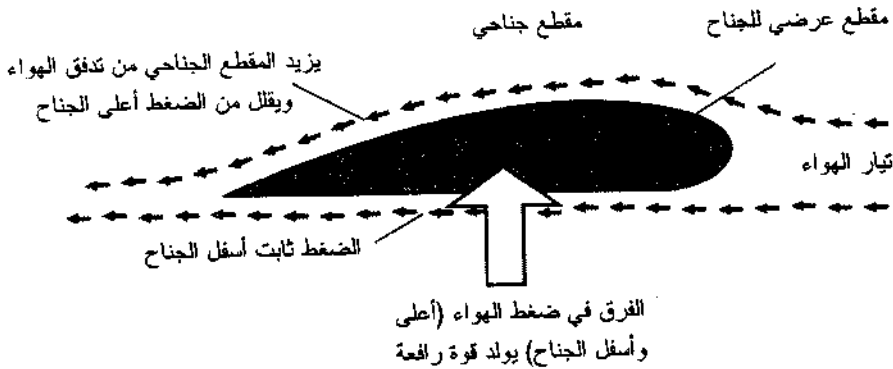 مقطع عرضي للجناح
مقطع جناحي
يزيد المقطع الجناحي من تدفق الهواء
ويقلل من الضغط أعلى الجناح
تيار الهواء
الضغط ثابت أسفل الجناح
الفرق في ضغط الهواء (أعلى
وأسفل الجناح) يولد قوة رافعة